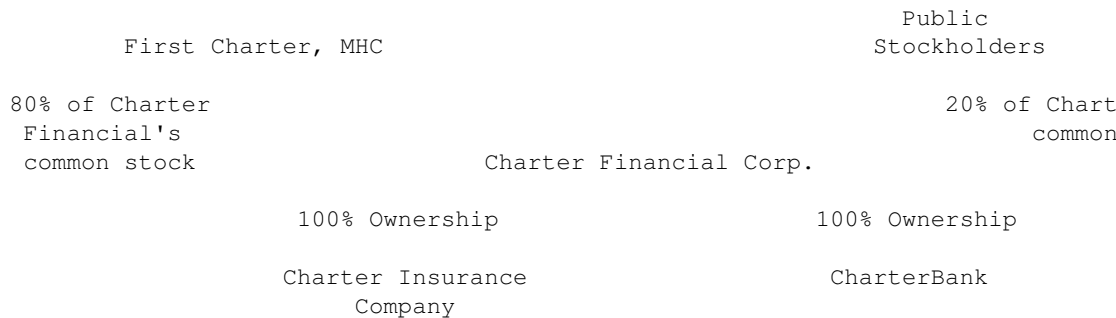 Public
First Charter, MHC Stockholders
80% of Charter 20% of Chart
Financial's common
common stock Charter Financial Corp.
100% Ownership 100% Ownership
Charter Insurance CharterBank
Company